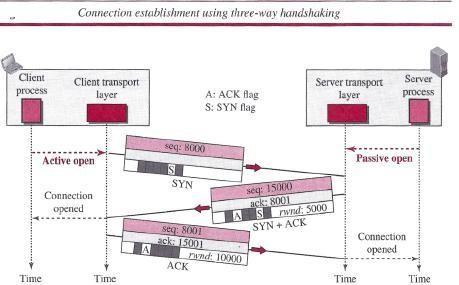 Connection establishment using three-way handshaking
Client
process
Client transport
layer
A: ACK flag
S: SYN flag
Server transport
layer
Server
process
Active open
seq: 8000
S
SYN
Passive open
Connection
opened
seq: 15000
ack: 8001
A S rwnd: 5000
SYN + ACK
seq: 8001
ack: 15001
A rwnd: 10000
ACK
Connection
opened
Time
Time
Time
Time